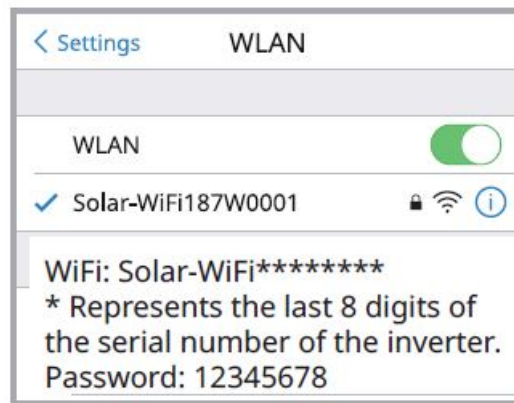 Settings
WLAN
WLAN
Solar-WiFi187W0001
WiFi: Solar-WiFi********
* Represents the last 8 digits of
the serial number of the inverter.
Password: 12345678